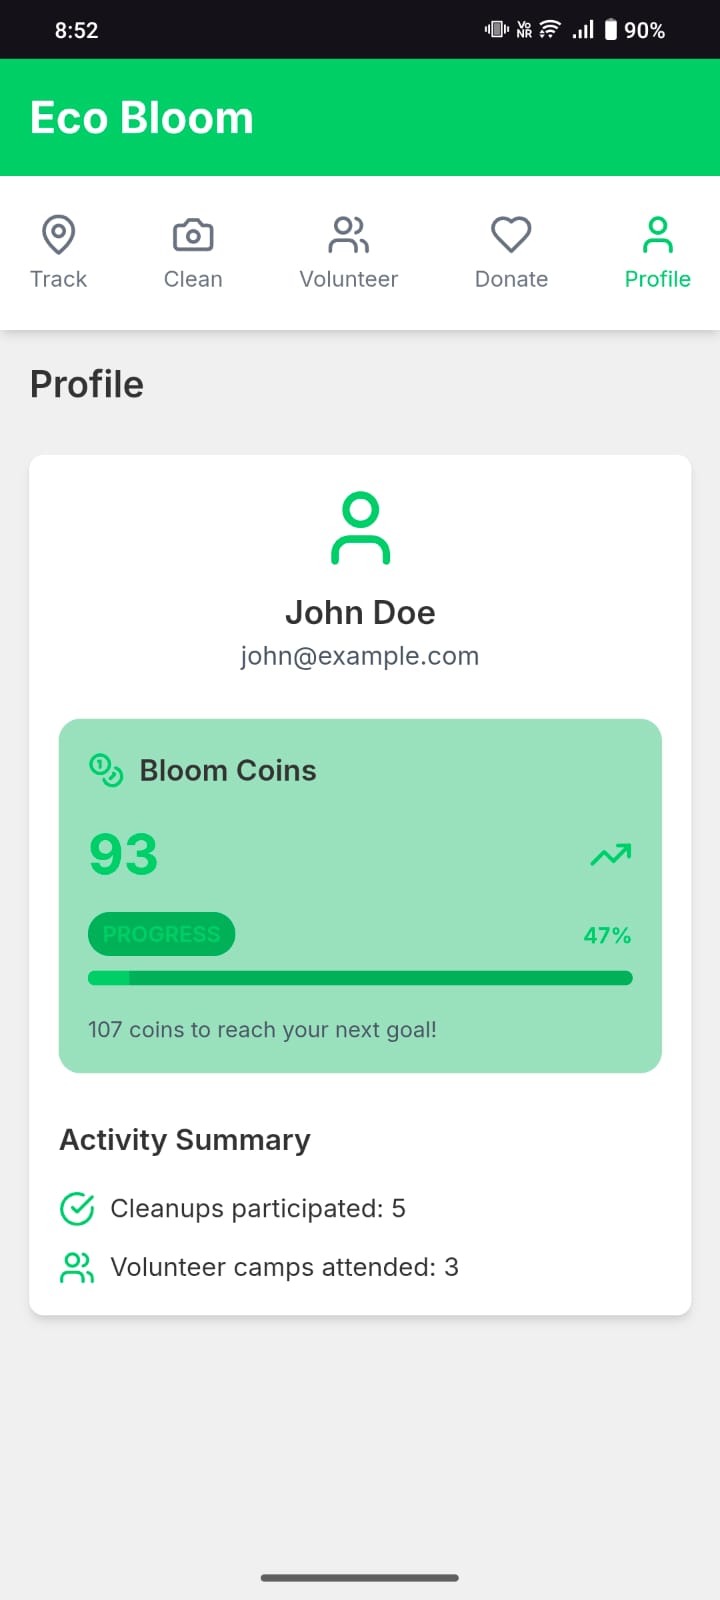 8:52
Vo NR
90%
Eco Bloom
Track Clean Volunteer Donate Profile
Profile
John Doe
john@example.com
Bloom Coins
93
PROGRESS 47%
107 coins to reach your next goal!
Activity Summary
Cleanups participated: 5
Volunteer camps attended: 3